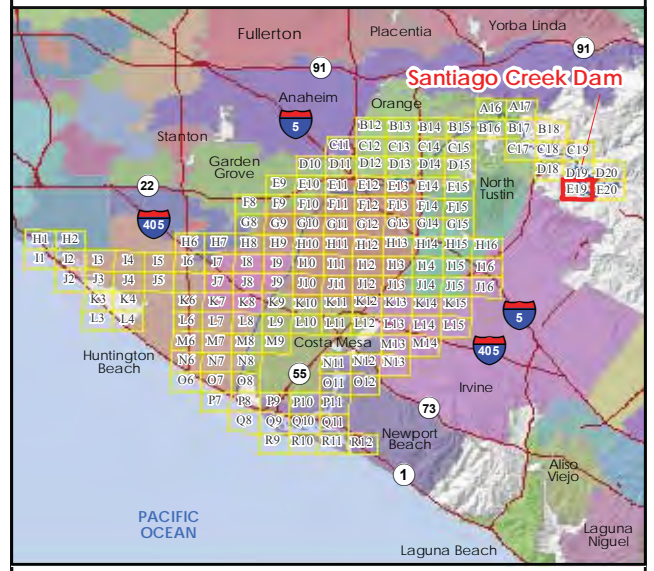 Yorba Linda
Placentia
Fullerton
91
91
Santiago Creek Dam
Anaheim
Orange
A16 A17
5
B12 B13 B14 B15 B16 B17 B18
Stanton
C11 C12 C13 C14 C15 C17 C18 C19
Garden
Grove
D10 D11 D12 D13 D14 D15 D18 D19 D20
22
E9 E10 E11 E12 E13 E14 E15 E19 E20
North
Tustin
F8 F9 F10 F11 F12 F13 F14 F15
405
G8 G9 G10 G11 G12 G13 G14 G15
H1 H2 H6 H7 H8 H9 H10 H11 H12 H13 H14 H15 H16
I1 I2 I3 I4 I5 I6 I7 I8 I9 I10 I11 I12 I13 I14 I15 I16
J2 J3 J4 J5 J7 J8 J9 J10 J11 J12 J13 J14 J15 J16
K3 K4 K6 K7 K8 K9 K10 K11 K12 K13 K14 K15
5
L3 L4 L6 L7 L8 L9 L10 L11 L12 L13 L14 L15
M6 M7 M8 M9 Costa Mesa M13 M14
405
Huntington
Beach
N6 N7 N8 N11 N12 N13
55
O6 O7 O8 O11 O12
Irvine
P7 P8 P9 P10 P11
73
Q8 Q9 Q10 Q11
Newport
Beach
R9 R10 R11 R12
1
Aliso
Viejo
PACIFIC
OCEAN
Laguna
Niguel
Laguna Beach